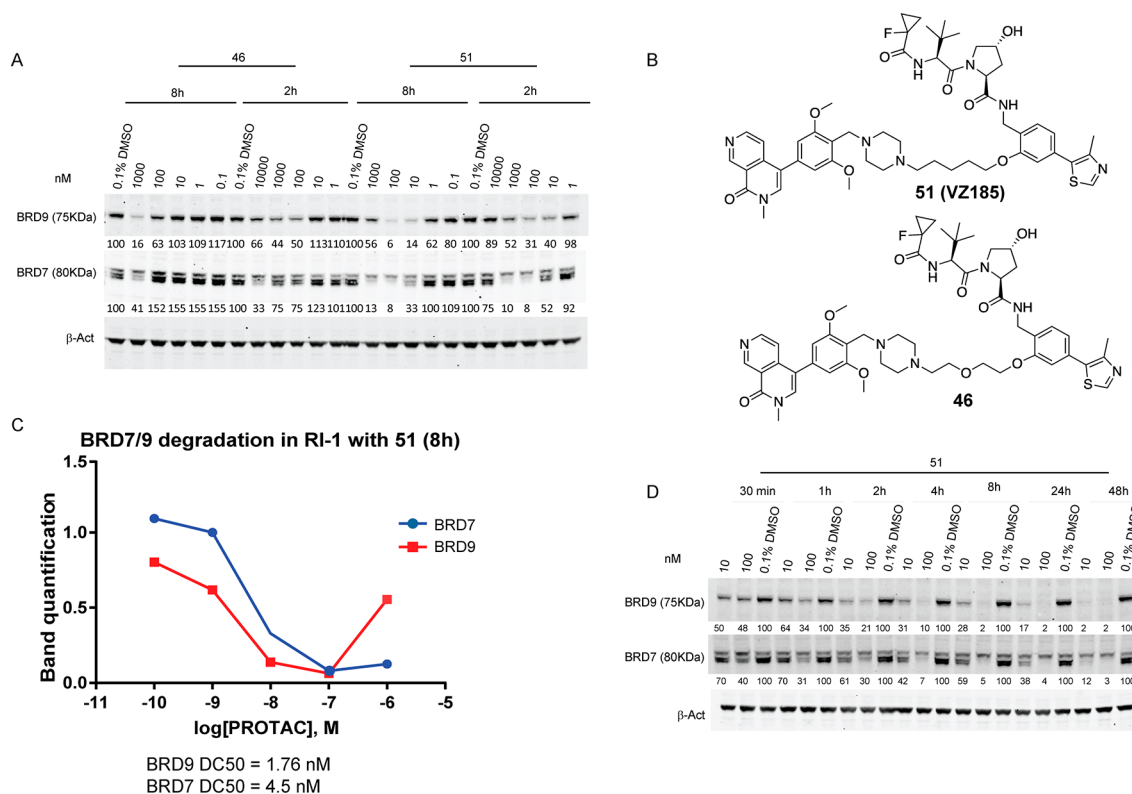 A
46 51
8h 2h 8h 2h
nM 0.1% DMSO 1000 100 10 1 0.1 0.1% DMSO 10000 1000 100 10 1 0.1% DMSO 1000 100 10 1 0.1 0.1% DMSO 10000 1000 100 10 1
BRD9 (75KDa)
100 16 63 103 109 117 100 66 44 50 113 110 100 56 6 14 62 80 100 89 52 31 40 98
BRD7 (80KDa)
100 41 152 155 155 155 100 33 75 75 123 101 100 13 8 33 100 109 100 75 10 8 52 92
β-Act
B
F
OH
O
NH
O
N
O
NH
O
N
N
N
O
S
N
O
O
N
51 (VZ185)
F
OH
O
NH
O
N
O
NH
O
N
N
N
O
O
S
N
O
O
N
46
C
BRD7/9 degradation in RI-1 with 51 (8h)
Band quantification
1.5
1.0
0.5
0.0
BRD7
BRD9
-11 -10 -9 -8 -7 -6 -5
log[PROTAC], M
BRD9 DC50 = 1.76 nM
BRD7 DC50 = 4.5 nM
D
51
30 min 1h 2h 4h 8h 24h 48h
nM 10 100 0.1% DMSO 10 100 0.1% DMSO 10 100 0.1% DMSO 10 100 0.1% DMSO 10 100 0.1% DMSO 10 100 0.1% DMSO 10 100 0.1% DMSO
BRD9 (75KDa)
50 48 100 64 34 100 35 21 100 31 10 100 28 2 100 17 2 100 2 2 100
BRD7 (80KDa)
70 40 100 70 31 100 61 30 100 42 7 100 59 5 100 38 4 100 12 3 100
β-Act